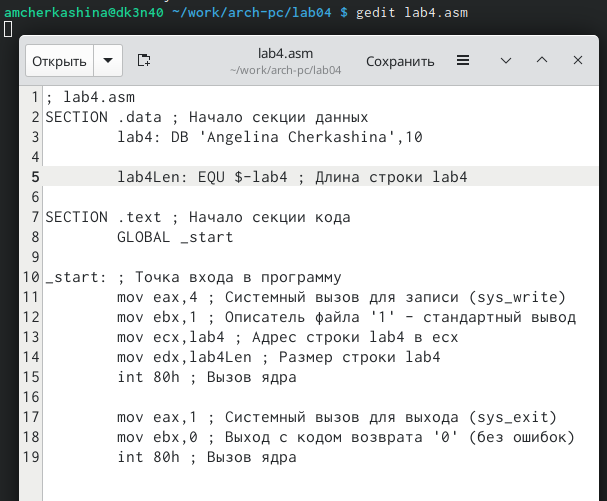 amcherkashina@dk3n40 ~/work/arch-pc/lab04 $ gedit lab4.asm
Открыть
lab4.asm
~/work/arch-pc/lab04
Сохранить
1 ; lab4.asm
2 SECTION .data ; Начало секции данных
3 lab4: DB 'Angelina Cherkashina',10
4
5 lab4Len: EQU $-lab4 ; Длина строки lab4
6
7 SECTION .text ; Начало секции кода
8 GLOBAL _start
9
10 _start: ; Точка входа в программу
11 mov eax,4 ; Системный вызов для записи (sys_write)
12 mov ebx,1 ; Описатель файла '1' - стандартный вывод
13 mov ecx,lab4 ; Адрес строки lab4 в ecx
14 mov edx,lab4Len ; Размер строки lab4
15 int 80h ; Вызов ядра
16
17 mov eax,1 ; Системный вызов для выхода (sys_exit)
18 mov ebx,0 ; Выход с кодом возврата '0' (без ошибок)
19 int 80h ; Вызов ядра